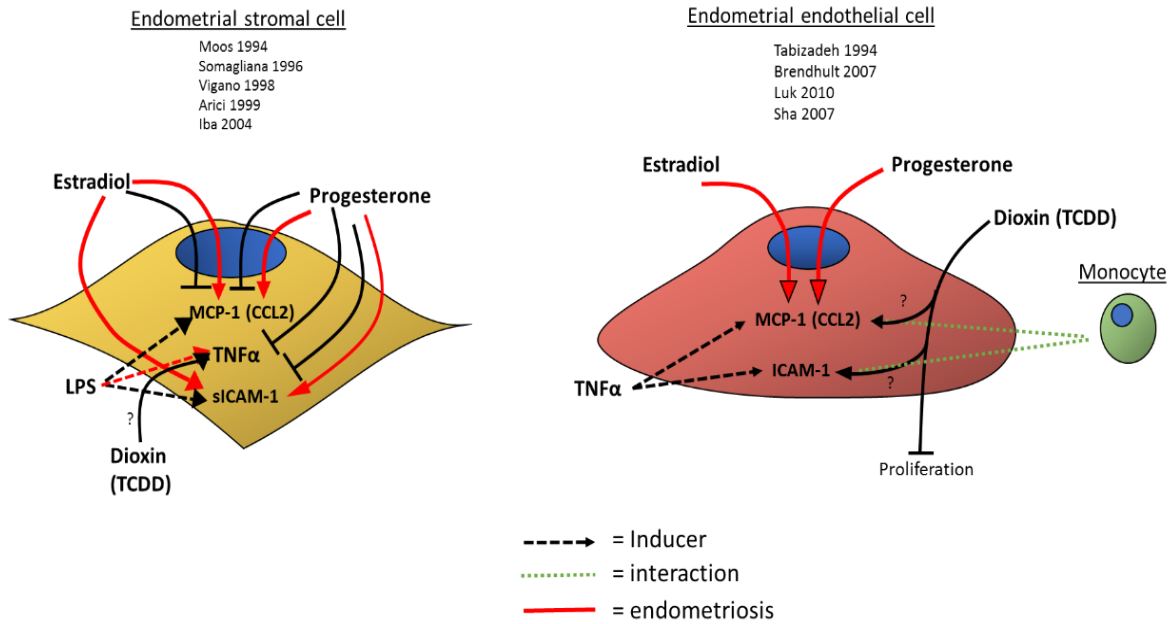 Endometrial stromal cell
Moos 1994
Somagliana 1996
Vigano 1998
Arici 1999
Iba 2004
Estradiol
Progesterone
MCP-1 (CCL2)
TNFα
LPS
sICAM-1
?
Dioxin
(TCDD)
Endometrial endothelial cell
Tabizadeh 1994
Brendhult 2007
Luk 2010
Sha 2007
Estradiol
Progesterone
Dioxin (TCDD)
Monocyte
?
MCP-1 (CCL2)
ICAM-1
?
TNFα
Proliferation
= Inducer
= interaction
= endometriosis